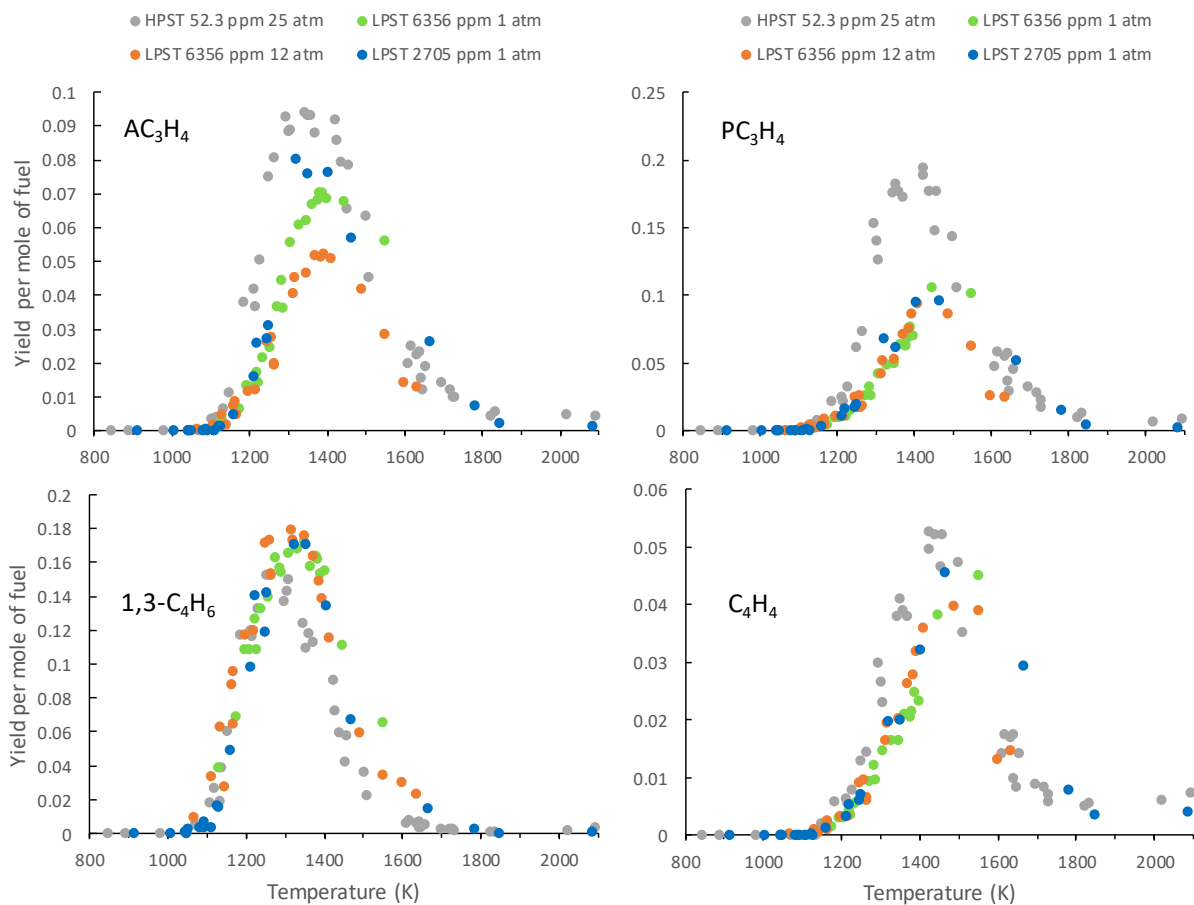 HPST 52.3 ppm 25 atm LPST 6356 ppm 1 atm
LPST 6356 ppm 12 atm LPST 2705 ppm 1 atm
HPST 52.3 ppm 25 atm LPST 6356 ppm 1 atm
LPST 6356 ppm 12 atm LPST 2705 ppm 1 atm
Yield per mole of fuel
AC₃H₄
0.1
0.09
0.08
0.07
0.06
0.05
0.04
0.03
0.02
0.01
0
800 1000 1200 1400 1600 1800 2000
PC₃H₄
0.25
0.2
0.15
0.1
0.05
0
800 1000 1200 1400 1600 1800 2000
Yield per mole of fuel
1,3-C₄H₆
0.2
0.18
0.16
0.14
0.12
0.1
0.08
0.06
0.04
0.02
0
800 1000 1200 1400 1600 1800 2000
Temperature (K)
C₄H₄
0.06
0.05
0.04
0.03
0.02
0.01
0
800 1000 1200 1400 1600 1800 2000
Temperature (K)